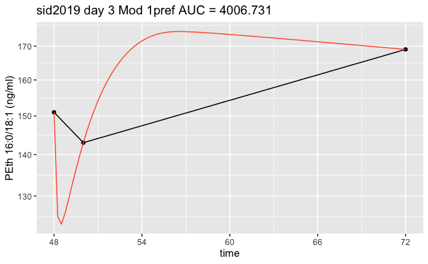 sid2019 day 3 Mod 1pref AUC = 4006.731
PEth 16:0/18:1 (ng/ml)
170
160
150
140
130
48 54 60 66 72
time